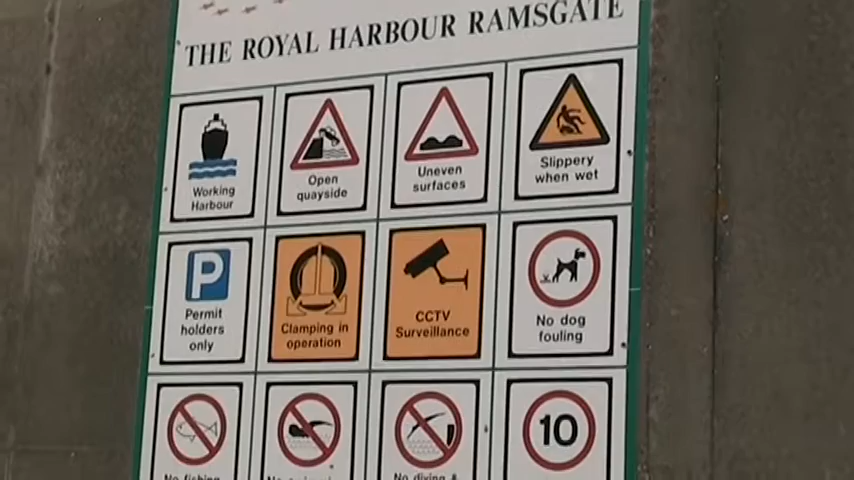 THE ROYAL HARBOUR RAMSGATE
Working
Harbour
Open
quayside
Uneven
surfaces
Slippery
when wet
P
Permit
holders
only
Clamping in
operation
CCTV
Surveillance
No dog
fouling
10
No fishing
No diving &